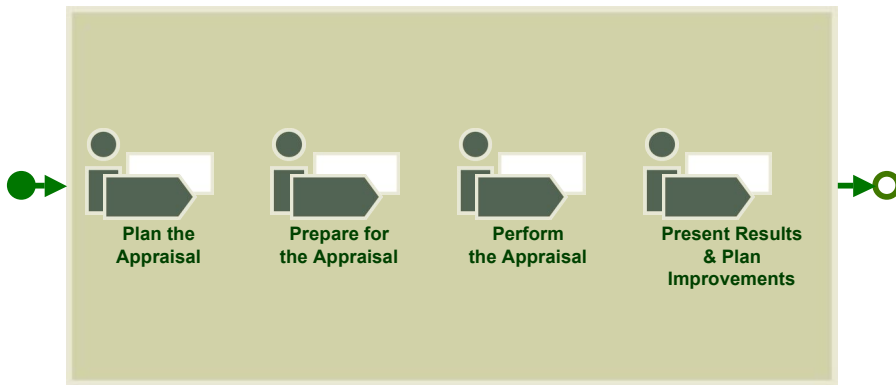 Plan the
Appraisal
Prepare for
the Appraisal
Perform
the Appraisal
Present Results
& Plan
Improvements